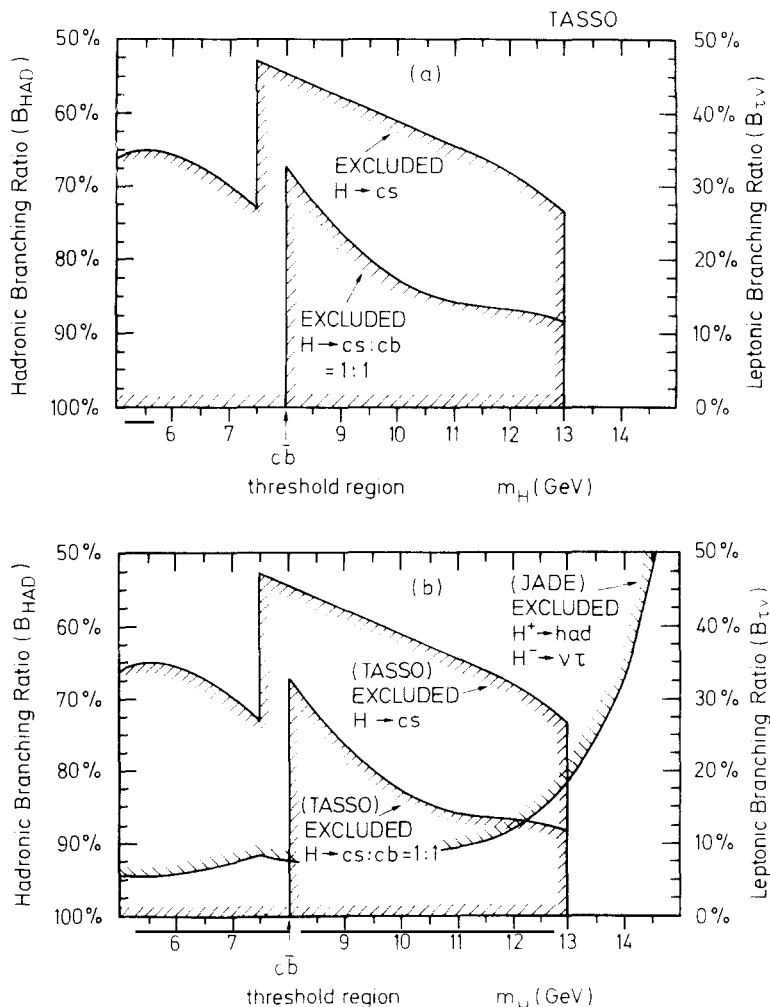 TASSO
50%
60%
70%
80%
90%
100%
Hadronic Branching Ratio (B_HAD)
(a)
EXCLUDED
H → cs
EXCLUDED
H → cs:cb
= 1:1
50%
40%
30%
20%
10%
0%
Leptonic Branching Ratio (B_τν)
6 7 9 10 11 12 13 14
cb̄
threshold region m_H (GeV)
50%
60%
70%
80%
90%
100%
Hadronic Branching Ratio (B_HAD)
(b)
(JADE)
EXCLUDED
H⁺ → had
H⁻ → ντ
(TASSO)
EXCLUDED
H → cs
(TASSO)
EXCLUDED
H → cs:cb = 1:1
50%
40%
30%
20%
10%
0%
Leptonic Branching Ratio (B_τν)
6 7 9 10 11 12 13 14
cb̄
threshold region m_H (GeV)